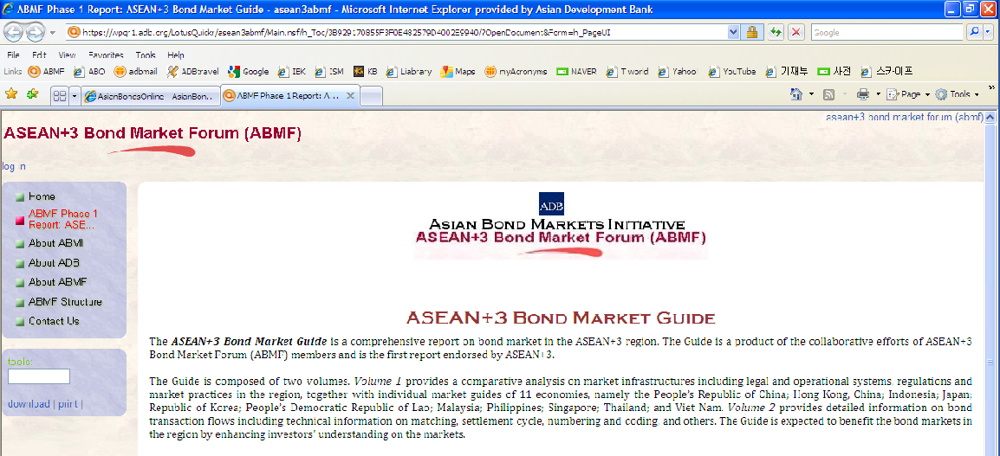 ABMF Phase 1 Report: ASEAN+3 Bond Market Guide - asean3abmf - Microsoft Internet Explorer provided by Asian Development Bank
https://wpqr1.adb.org/LotusQuickr/asean3abmf/Main.nsf/h_Toc/3B929170855F3F0E482579D4002E9940/?OpenDocument&Form=h_PageUI
Google
File Edit View Favorites Tools Help
Links ABMF ABO adbmail ADBtravel Google IEK ISM KB Liabrary Maps myAcronyms NAVER T world Yahoo! YouTube 기재부 사전 스카이프
AsianBondsOnline - AsianBon... ABMF Phase 1 Report: A... Page Tools
asean+3 bond market forum (abmf)
ASEAN+3 Bond Market Forum (ABMF)
log in
Home
ABMF Phase 1
Report: ASE...
About ABMI
About ADB
About ABMF
ABMF Structure
Contact Us
tools:
download | print |
ADB
ASIAN BOND MARKETS INITIATIVE
ASEAN+3 Bond Market Forum (ABMF)
ASEAN+3 BOND MARKET GUIDE
The ASEAN+3 Bond Market Guide is a comprehensive report on bond market in the ASEAN+3 region. The Guide is a product of the collaborative efforts of ASEAN+3
Bond Market Forum (ABMF) members and is the first report endorsed by ASEAN+3.
The Guide is composed of two volumes. Volume 1 provides a comparative analysis on market infrastructures including legal and operational systems, regulations and
market practices in the region, together with individual market guides of 11 economies, namely the People's Republic of China; Hong Kong, China; Indonesia; Japan;
Republic of Korea; People's Democratic Republic of Lao; Malaysia; Philippines; Singapore; Thailand; and Viet Nam. Volume 2 provides detailed information on bond
transaction flows including technical information on matching, settlement cycle, numbering and coding, and others. The Guide is expected to benefit the bond markets in
the region by enhancing investors' understanding on the markets.